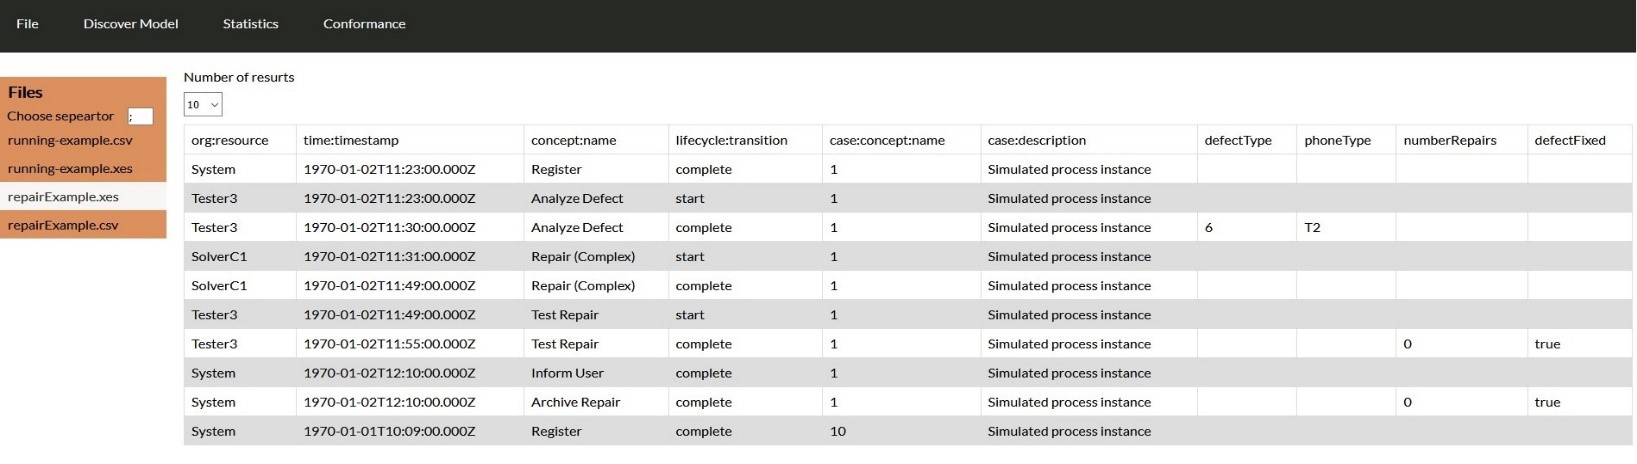 File Discover Model Statistics Conformance
Files
Choose sepeartor ;
running-example.csv
running-example.xes
repairExample.xes
repairExample.csv
Number of resurts
10
org:resource time:timestamp concept:name lifecycle:transition case:concept:name case:description defectType phoneType numberRepairs defectFixed
System 1970-01-02T11:23:00.000Z Register complete 1 Simulated process instance
Tester3 1970-01-02T11:23:00.000Z Analyze Defect start 1 Simulated process instance
Tester3 1970-01-02T11:30:00.000Z Analyze Defect complete 1 Simulated process instance 6 T2
SolverC1 1970-01-02T11:31:00.000Z Repair (Complex) start 1 Simulated process instance
SolverC1 1970-01-02T11:49:00.000Z Repair (Complex) complete 1 Simulated process instance
Tester3 1970-01-02T11:49:00.000Z Test Repair start 1 Simulated process instance
Tester3 1970-01-02T11:55:00.000Z Test Repair complete 1 Simulated process instance 0 true
System 1970-01-02T12:10:00.000Z Inform User complete 1 Simulated process instance
System 1970-01-02T12:10:00.000Z Archive Repair complete 1 Simulated process instance 0 true
System 1970-01-01T10:09:00.000Z Register complete 10 Simulated process instance